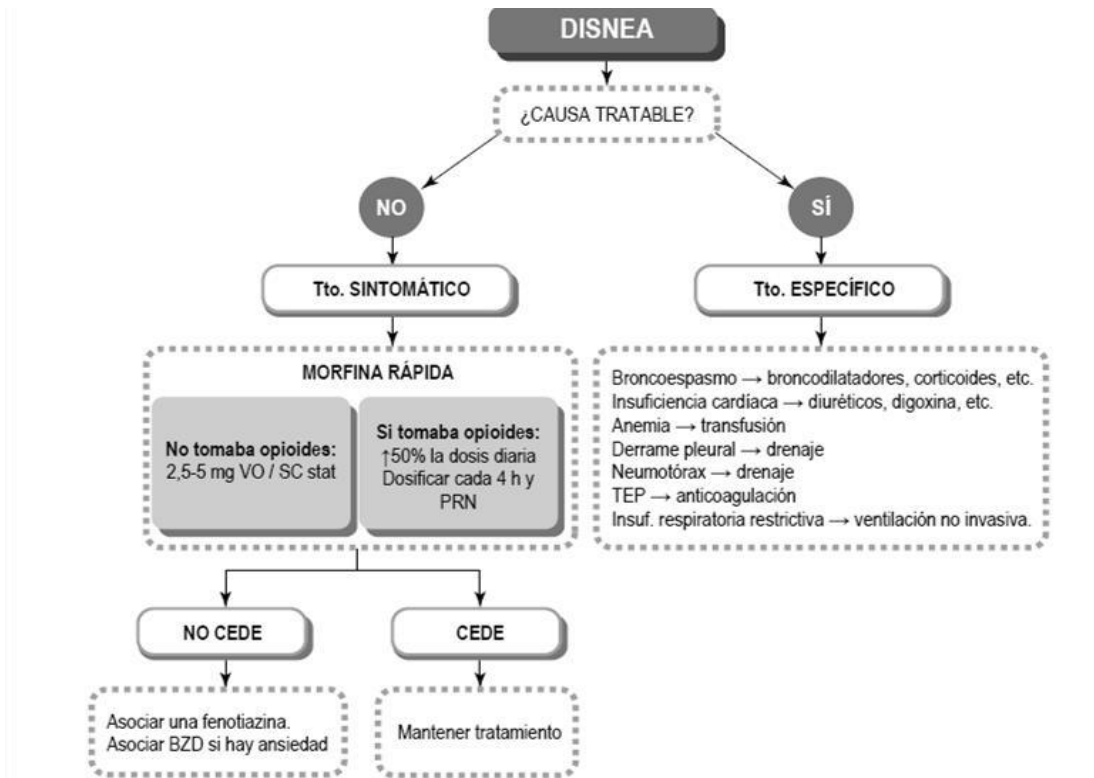 DISNEA
¿CAUSA TRATABLE?
NO
SÍ
Tto. SINTOMÁTICO
Tto. ESPECÍFICO
MORFINA RÁPIDA
No tomaba opioides:
2,5-5 mg VO / SC stat
Si tomaba opioides:
↑50% la dosis diaria
Dosificar cada 4 h y
PRN
Broncoespasmo → broncodilatadores, corticoides, etc.
Insuficiencia cardíaca → diuréticos, digoxina, etc.
Anemia → transfusión
Derrame pleural → drenaje
Neumotórax → drenaje
TEP → anticoagulación
Insuf. respiratoria restrictiva → ventilación no invasiva.
NO CEDE
CEDE
Asociar una fenotiazina.
Asociar BZD si hay ansiedad
Mantener tratamiento